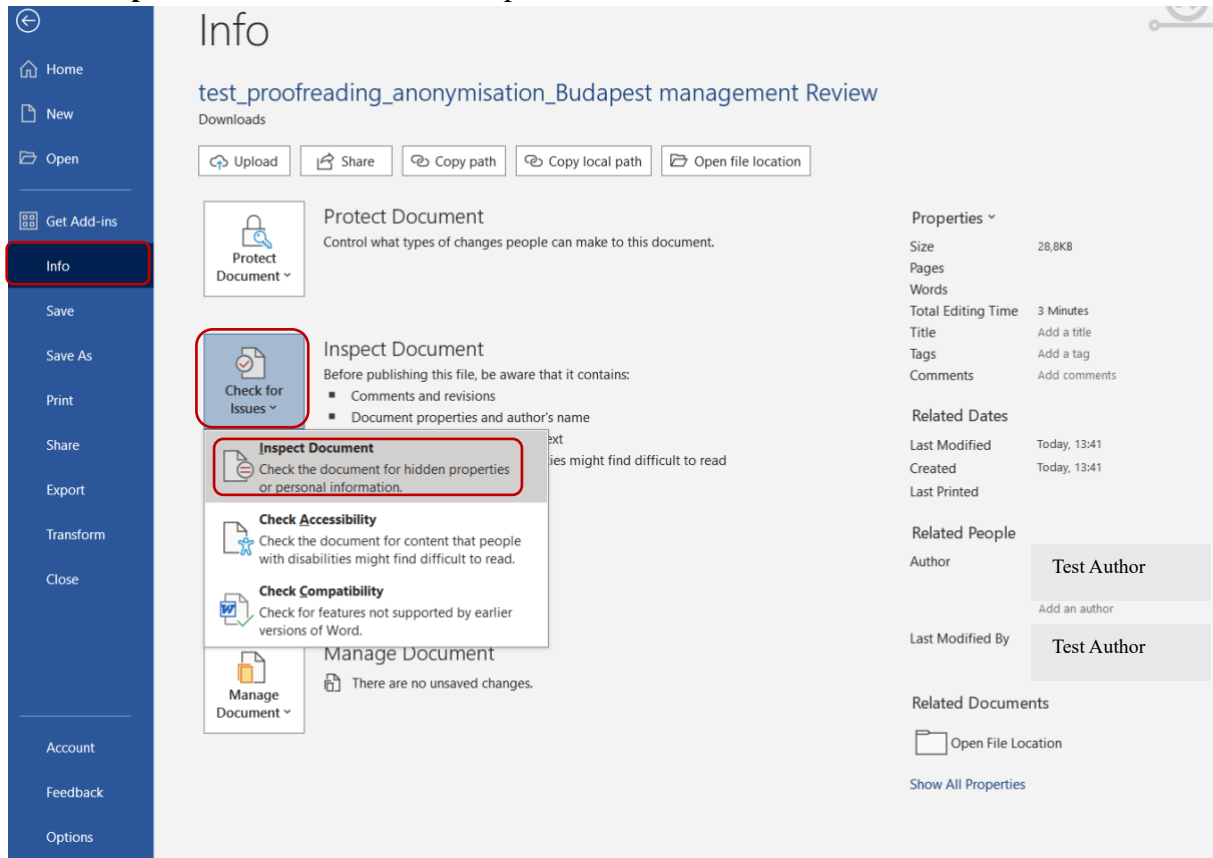 Info
Home
New
Open
Get Add-ins
Info
Save
Save As
Print
Share
Export
Transform
Close
Account
Feedback
Options
test_proofreading_anonymisation_Budapest management Review
Downloads
Upload
Share
Copy path
Copy local path
Open file location
Protect
Document
Protect Document
Control what types of changes people can make to this document.
Check for
Issues
Inspect Document
Before publishing this file, be aware that it contains:
Comments and revisions
Document properties and author's name
ies might find difficult to read
Inspect Document
Check the document for hidden properties
or personal information.
Check Accessibility
Check the document for content that people
with disabilities might find difficult to read.
Check Compatibility
Check for features not supported by earlier
versions of Word.
Manage
Document
Manage Document
There are no unsaved changes.
Properties
Size 28,8KB
Pages
Words
Total Editing Time 3 Minutes
Title Add a title
Tags Add a tag
Comments Add comments
Related Dates
Last Modified Today, 13:41
Created Today, 13:41
Last Printed
Related People
Author Test Author
Add an author
Last Modified By Test Author
Related Documents
Open File Location
Show All Properties